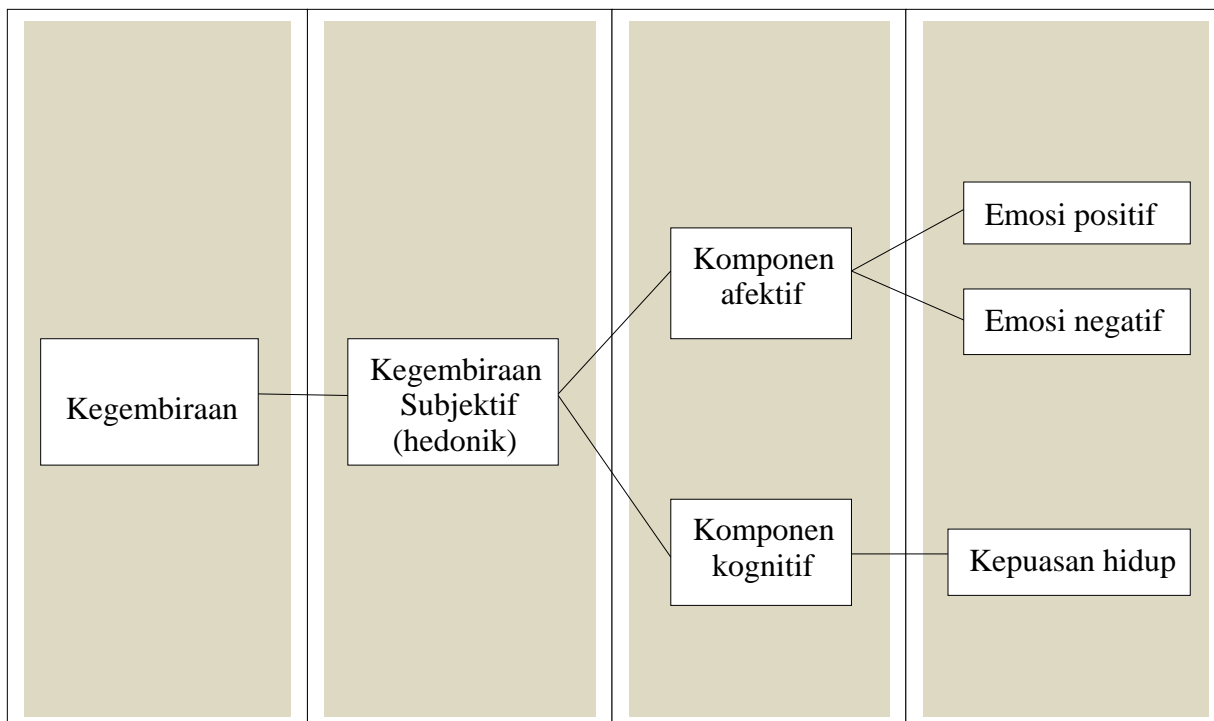 Kegembiraan
Kegembiraan
Subjektif
(hedonik)
Komponen
afektif
Komponen
kognitif
Emosi positif
Emosi negatif
Kepuasan hidup